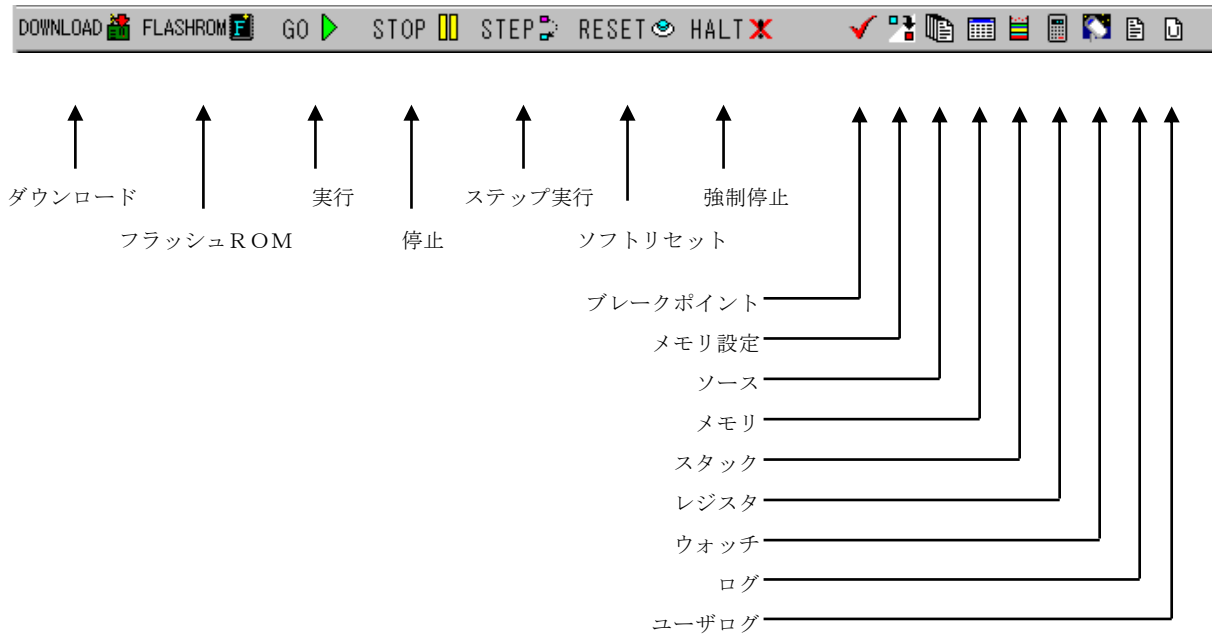 DOWNLOAD FLASHROM GO STOP STEP RESET HALT
ダウンロード 実行 ステップ実行 強制停止
フラッシュＲＯＭ 停止 ソフトリセット
ブレークポイント
メモリ設定
ソース
メモリ
スタック
レジスタ
ウォッチ
ログ
ユーザログ